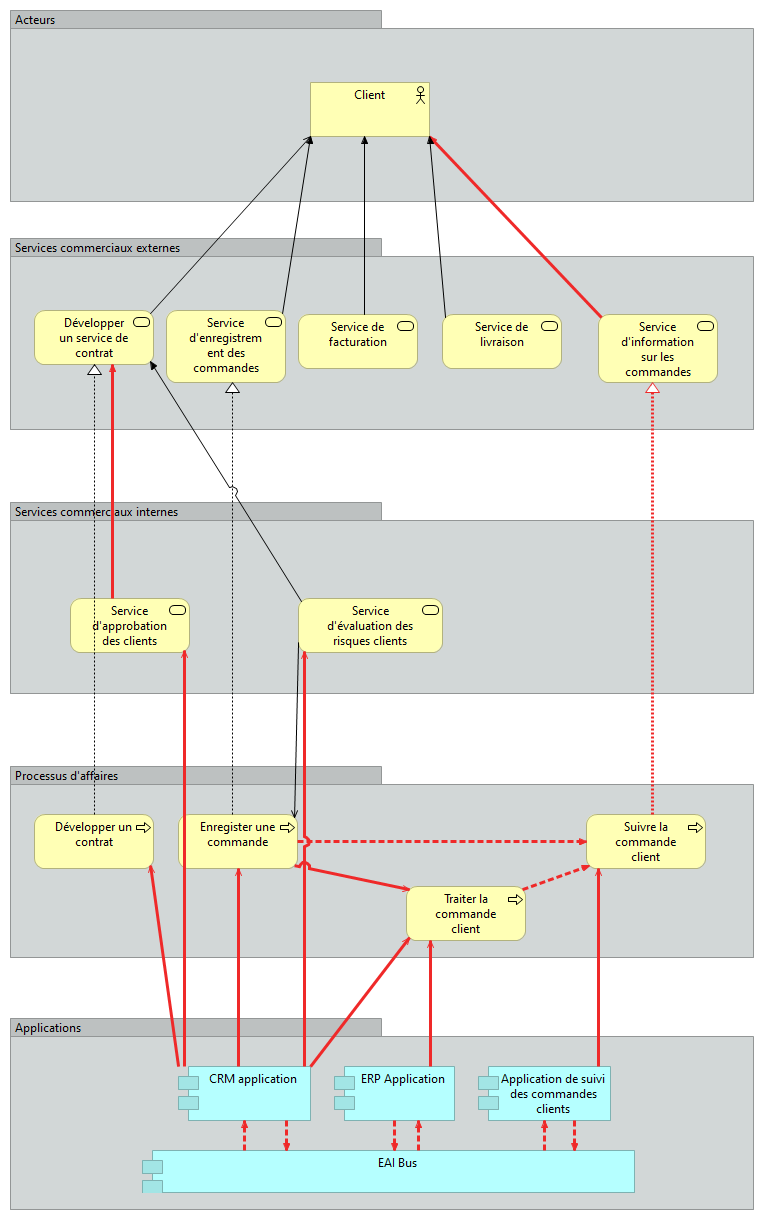 Acteurs
Client
Services commerciaux externes
Développer
un service de
contrat
Service
d'enregistrem
ent des
commandes
Service de
facturation
Service de
livraison
Service
d'information
sur les
commandes
Services commerciaux internes
Service
d'approbation
des clients
Service
d'évaluation des
risques clients
Processus d'affaires
Développer un
contrat
Enregister une
commande
Suivre la
commande
client
Traiter la
commande
client
Applications
CRM application
ERP Application
Application de suivi
des commandes
clients
EAI Bus